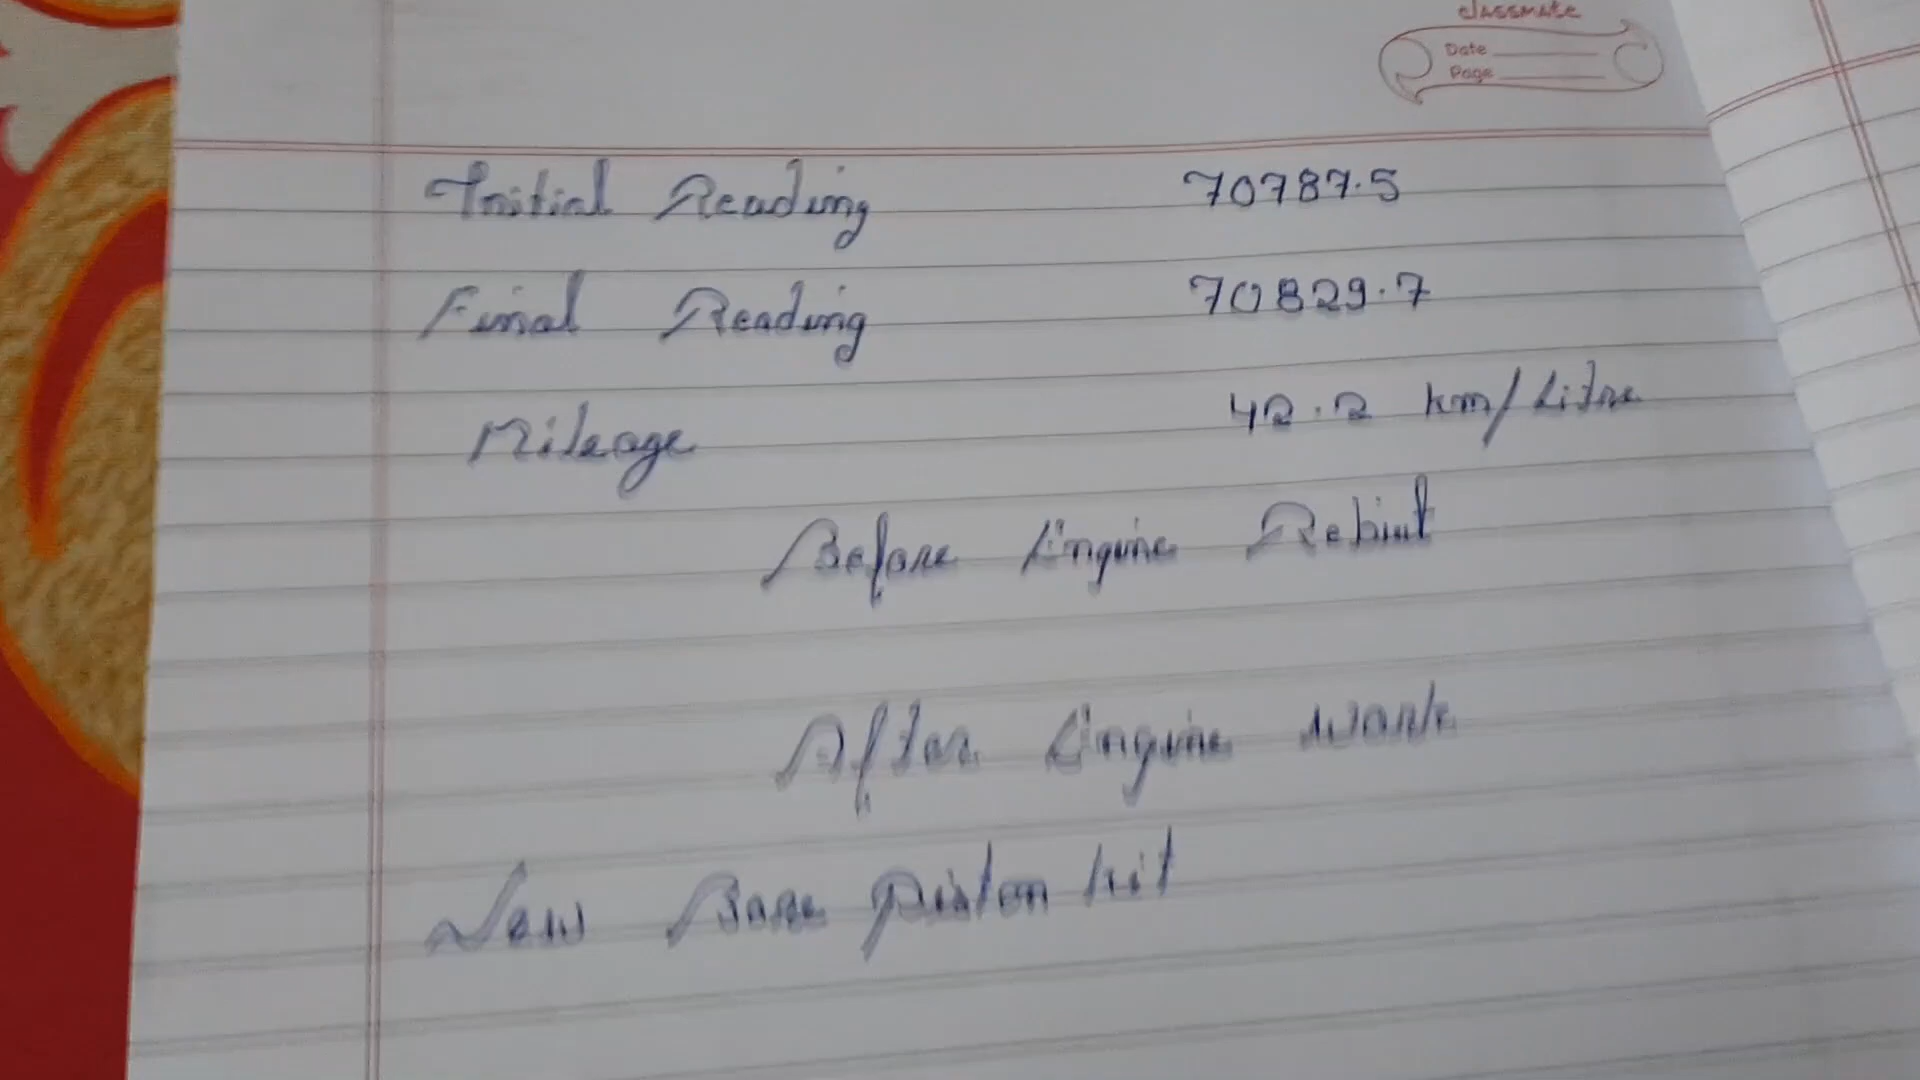 classmate
Date
Page
Initial Reading 70787.5
Final Reading 70829.7
Mileage 42.2 km/Litre
Before Engine Rebiut
After Engine work
New Bore piston kit